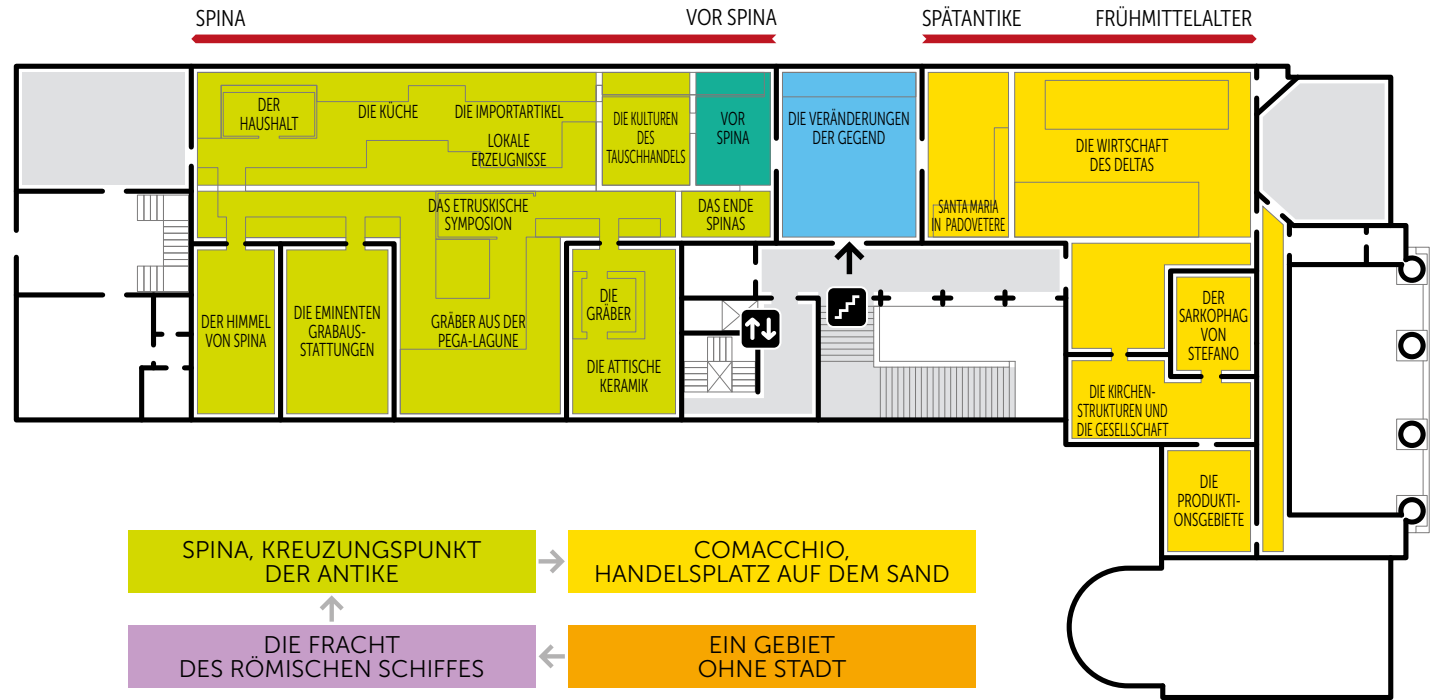 SPINA
VOR SPINA
SPÄTANTIKE
FRÜHMITTELALTER
DER
HAUSHALT
DIE KÜCHE
DIE IMPORTARTIKEL
LOKALE
ERZEUGNISSE
DIE KULTUREN
DES
TAUSCHHANDELS
VOR
SPINA
DIE VERÄNDERUNGEN
DER GEGEND
DIE WIRTSCHAFT
DES DELTAS
SANTA MARIA
IN PADOVETERE
DAS ETRUSKISCHE
SYMPOSION
DAS ENDE
SPINAS
DER HIMMEL
VON SPINA
DIE EMINENTEN
GRABAUS-
STATTUNGEN
GRÄBER AUS DER
PEGA-LAGUNE
DIE
GRÄBER
DIE ATTISCHE
KERAMIK
DER
SARKOPHAG
VON
STEFANO
DIE KIRCHEN-
STRUKTUREN UND
DIE GESELLSCHAFT
DIE
PRODUKTI-
ONSGEBIETE
SPINA, KREUZUNGSPUNKT
DER ANTIKE
COMACCHIO,
HANDELSPLATZ AUF DEM SAND
DIE FRACHT
DES RÖMISCHEN SCHIFFES
EIN GEBIET
OHNE STADT